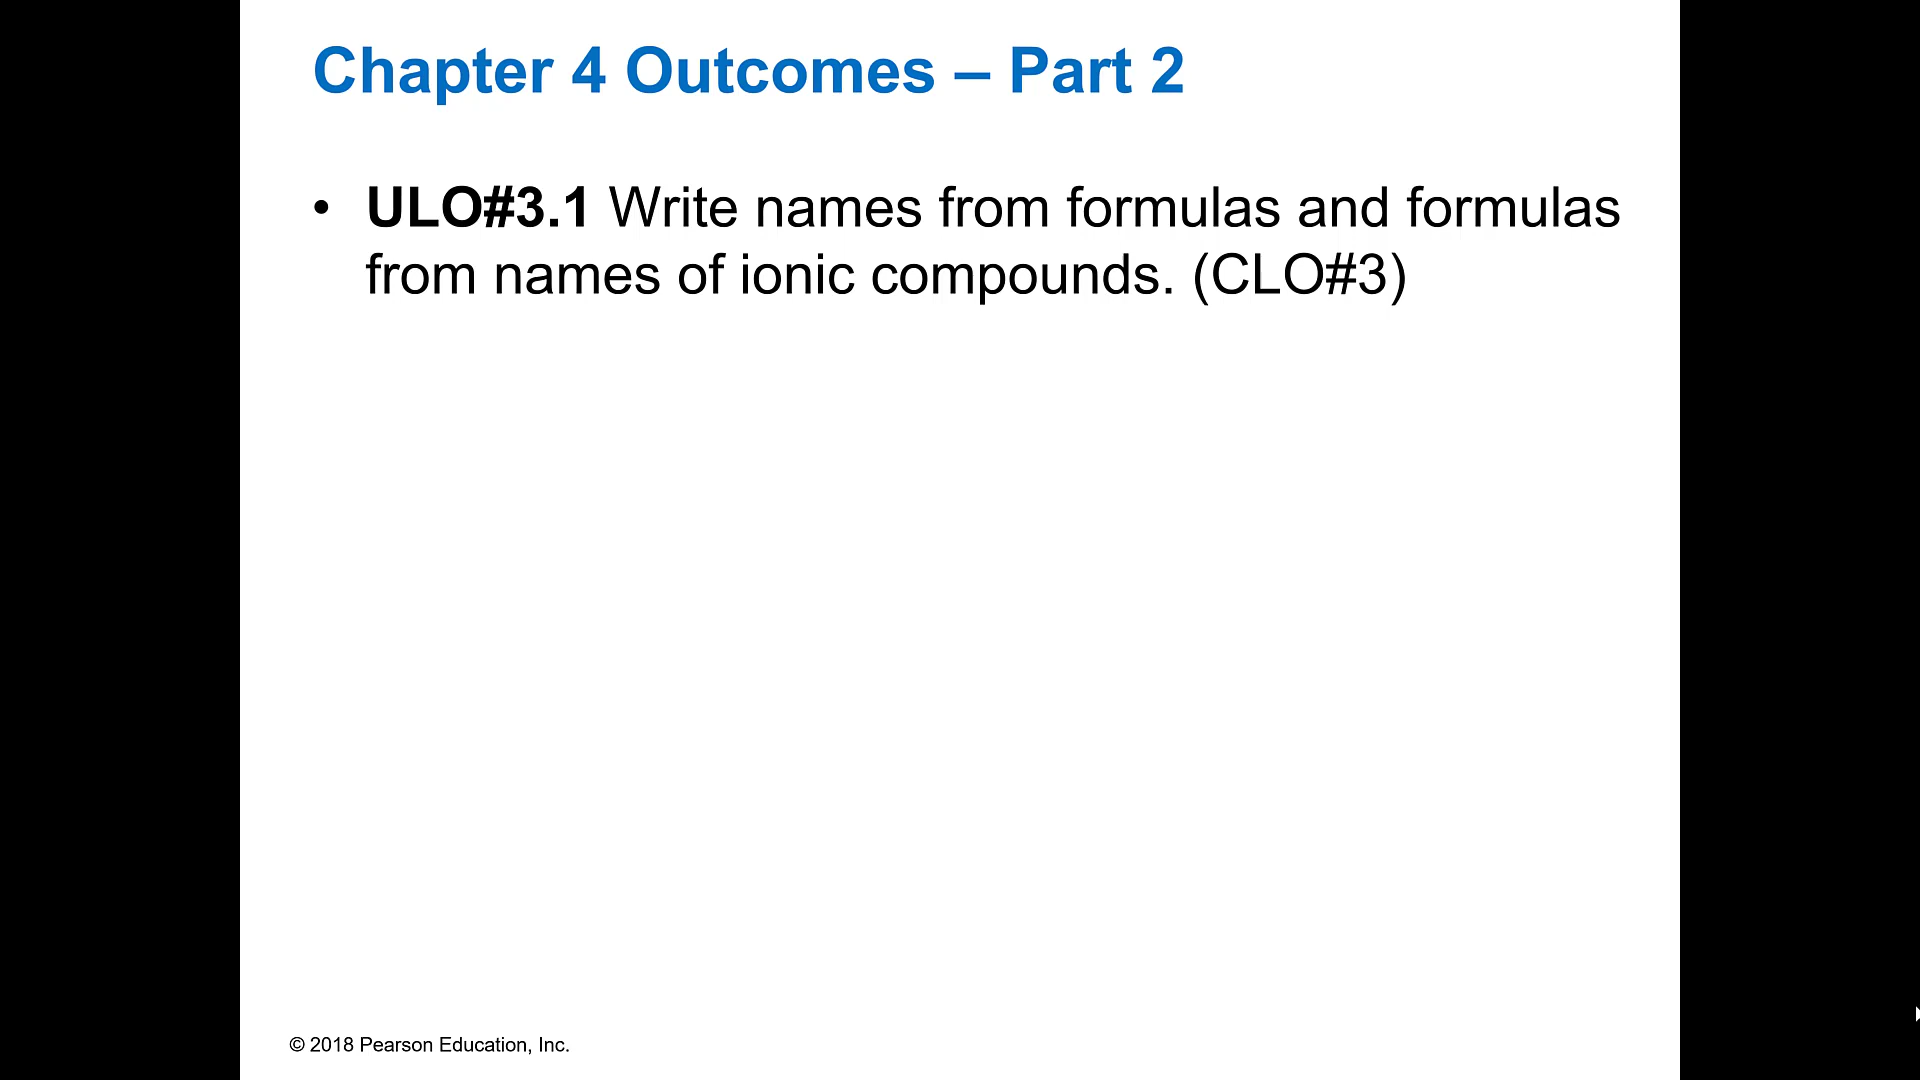 Chapter 4 Outcomes – Part 2
• ULO#3.1 Write names from formulas and formulas
from names of ionic compounds. (CLO#3)
© 2018 Pearson Education, Inc.